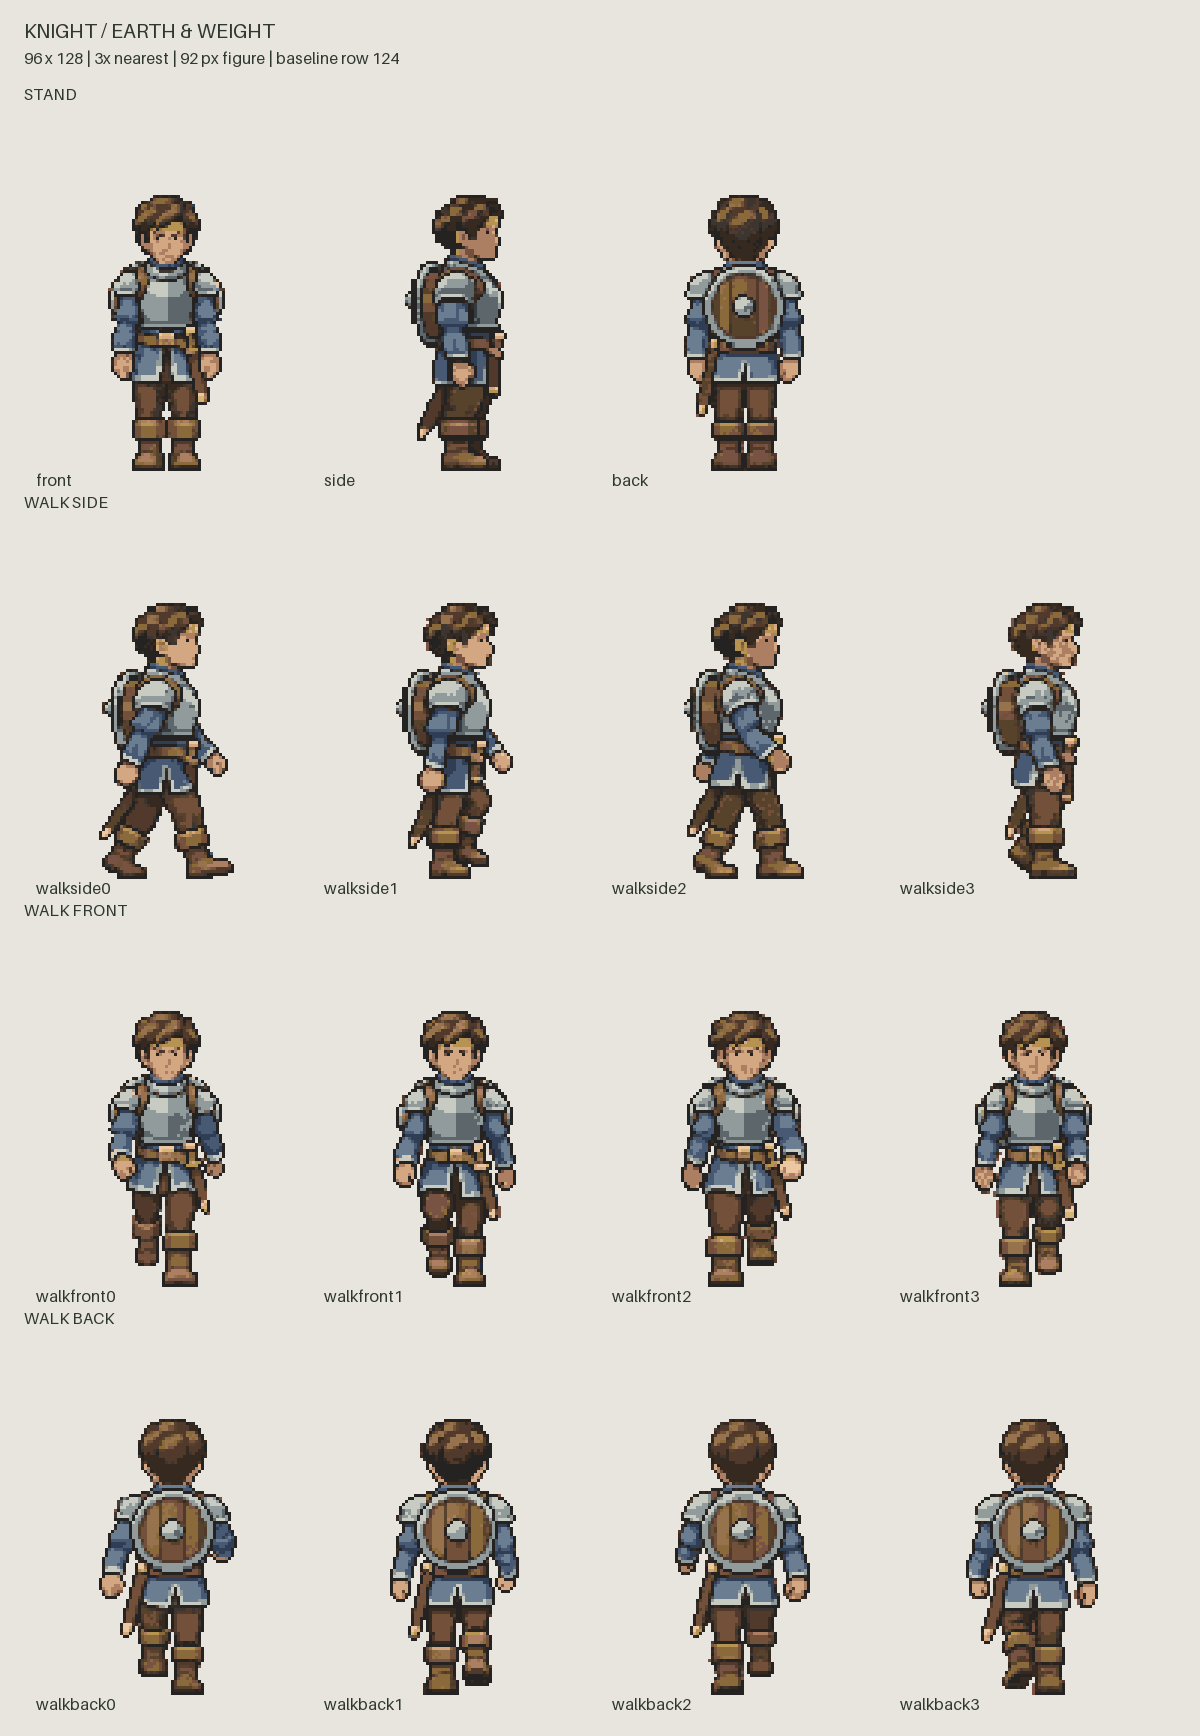 KNIGHT / EARTH & WEIGHT
96 x 128 | 3x nearest | 92 px figure | baseline row 124
STAND
front side back
WALK SIDE
walkside0 walkside1 walkside2 walkside3
WALK FRONT
walkfront0 walkfront1 walkfront2 walkfront3
WALK BACK
walkback0 walkback1 walkback2 walkback3